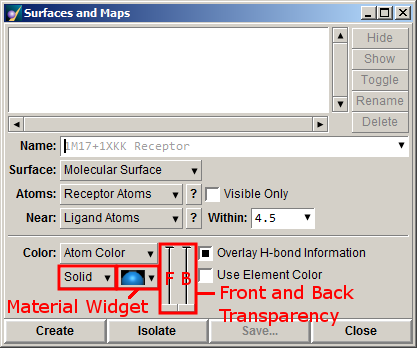 Surfaces and Maps
Hide
Show
Toggle
Rename
Delete
Name: 1M17+1XKK Receptor
Surface: Molecular Surface
Atoms: Receptor Atoms ? Visible Only
Near: Ligand Atoms ? Within: 4.5
Color: Atom Color Overlay H-bond Information
Solid F B Use Element Color
Material Widget Front and Back
Transparency
Create Isolate Save... Close